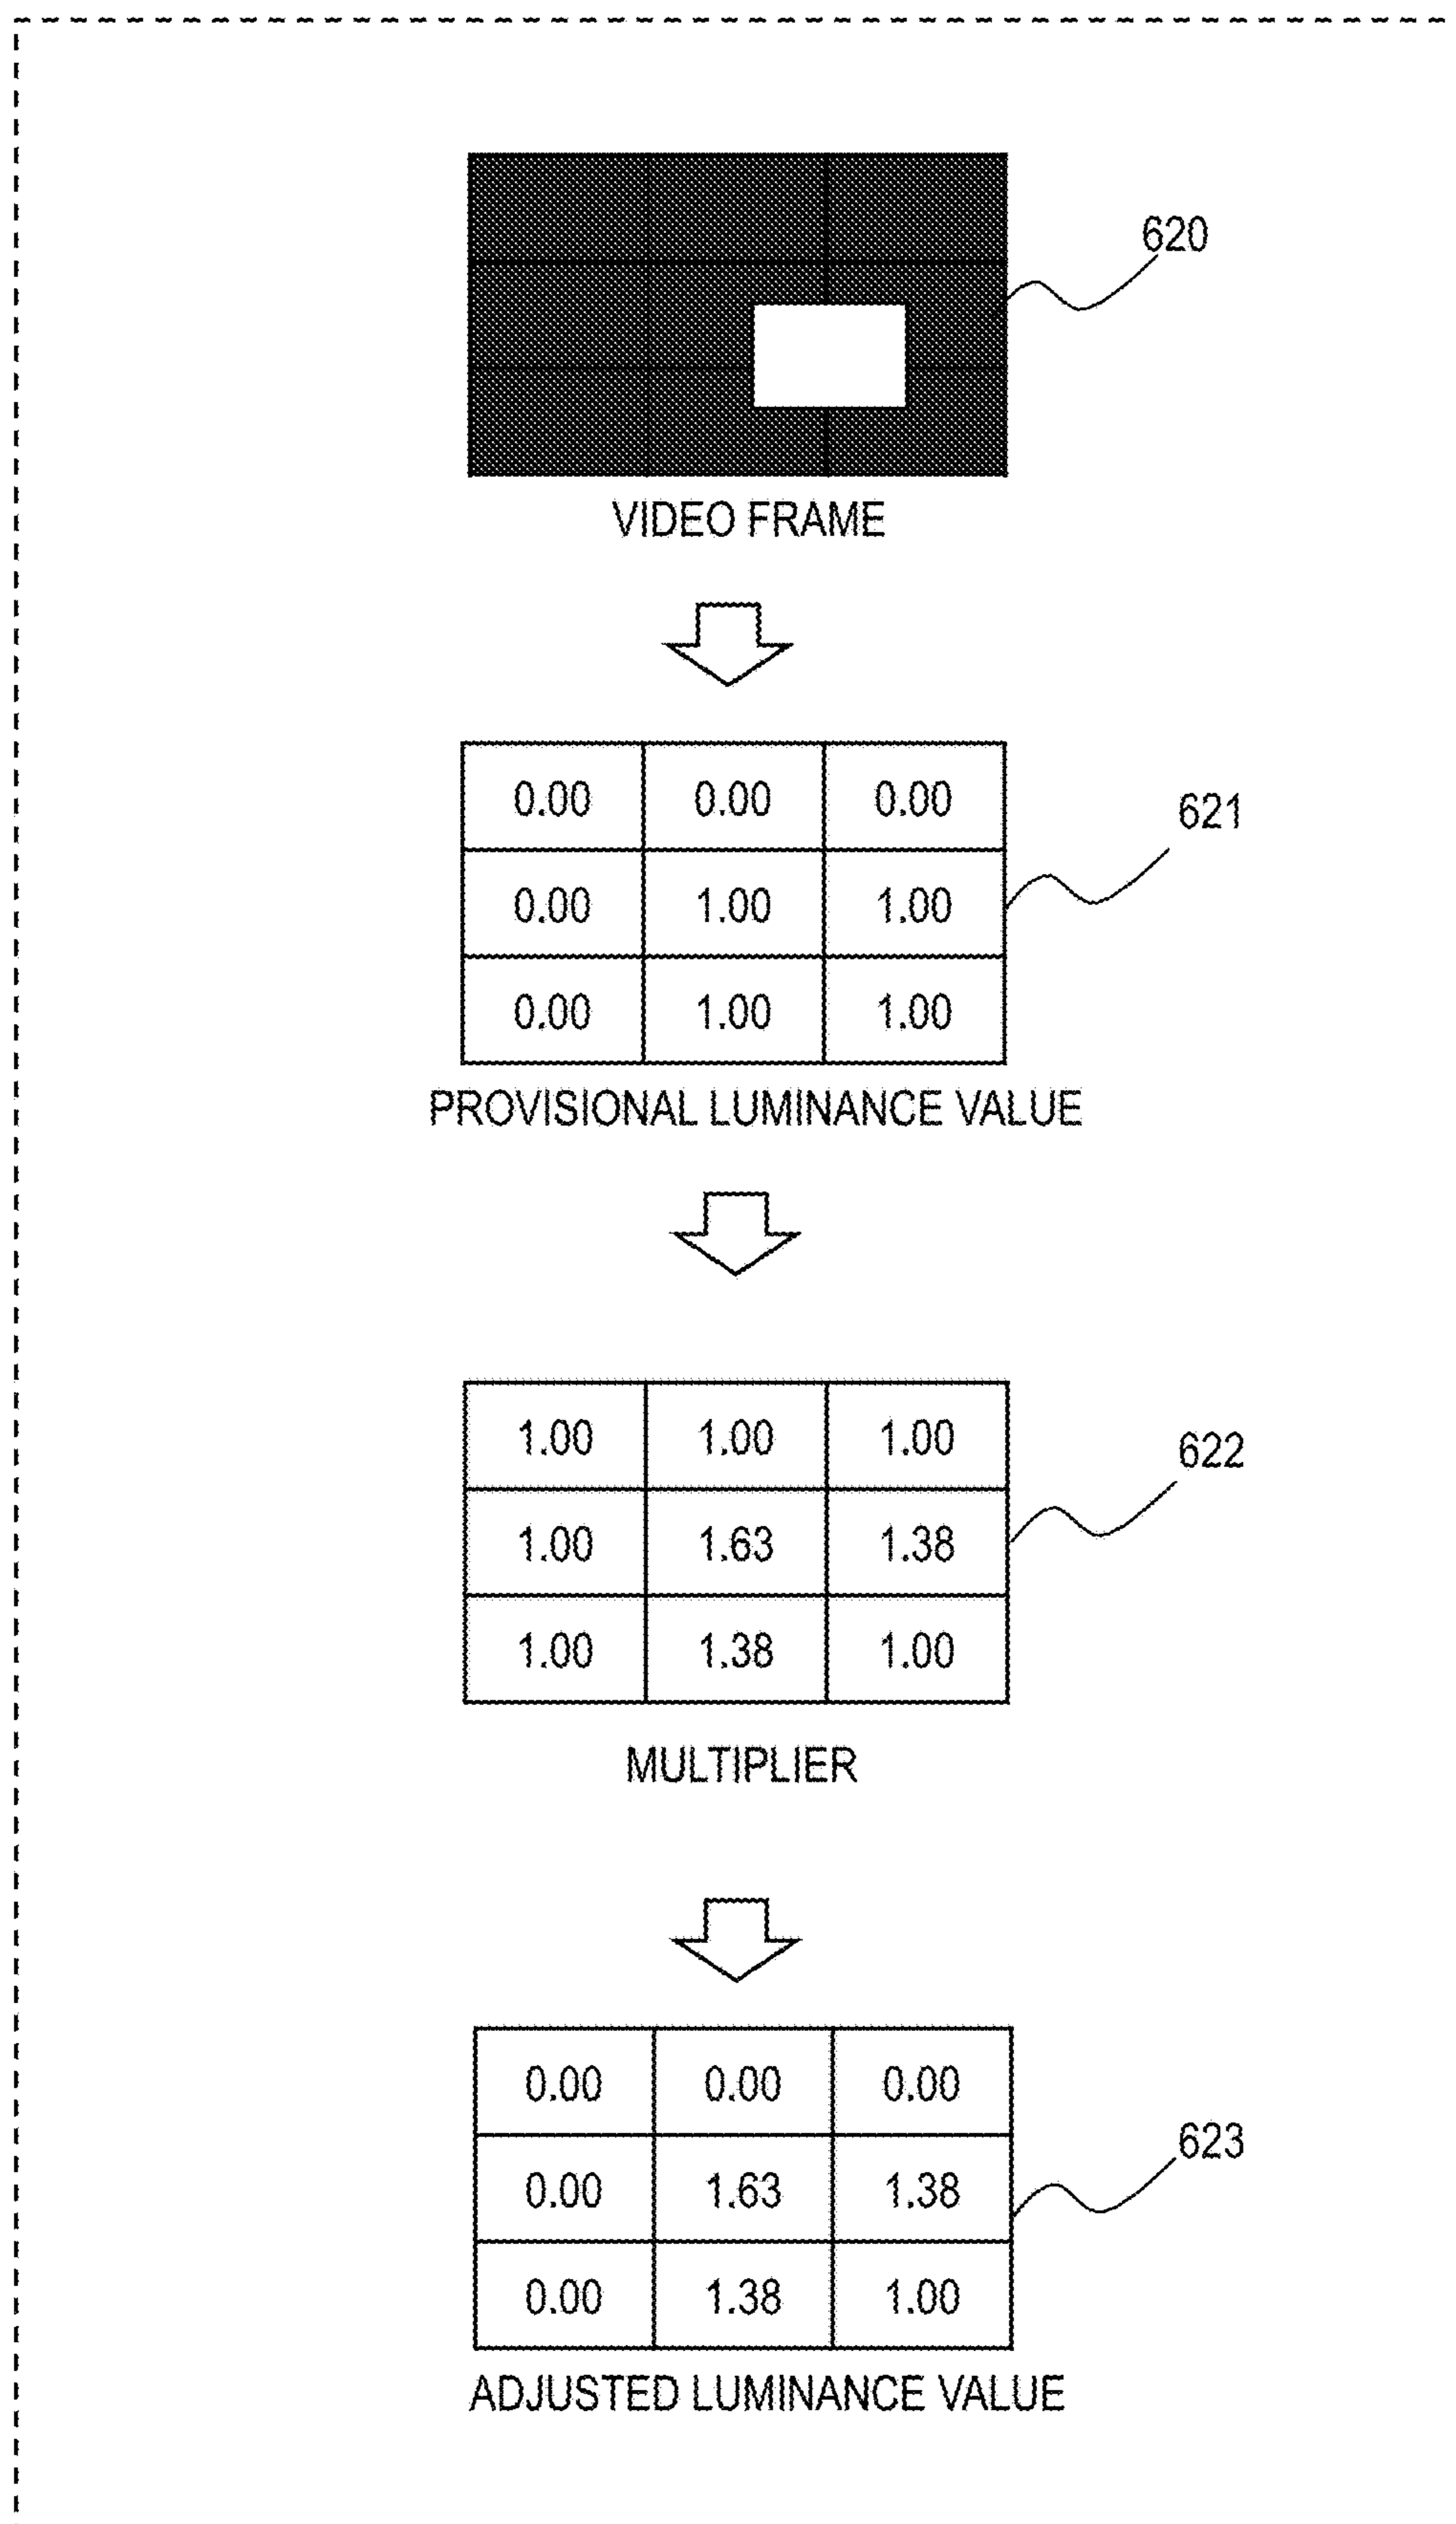 620
VIDEO FRAME
0.00 0.00 0.00
621
0.00 1.00 1.00
0.00 1.00 1.00
PROVISIONAL LUMINANCE VALUE
1.00 1.00 1.00
622
1.00 1.63 1.38
1.00 1.38 1.00
MULTIPLIER
0.00 0.00 0.00
623
0.00 1.63 1.38
0.00 1.38 1.00
ADJUSTED LUMINANCE VALUE